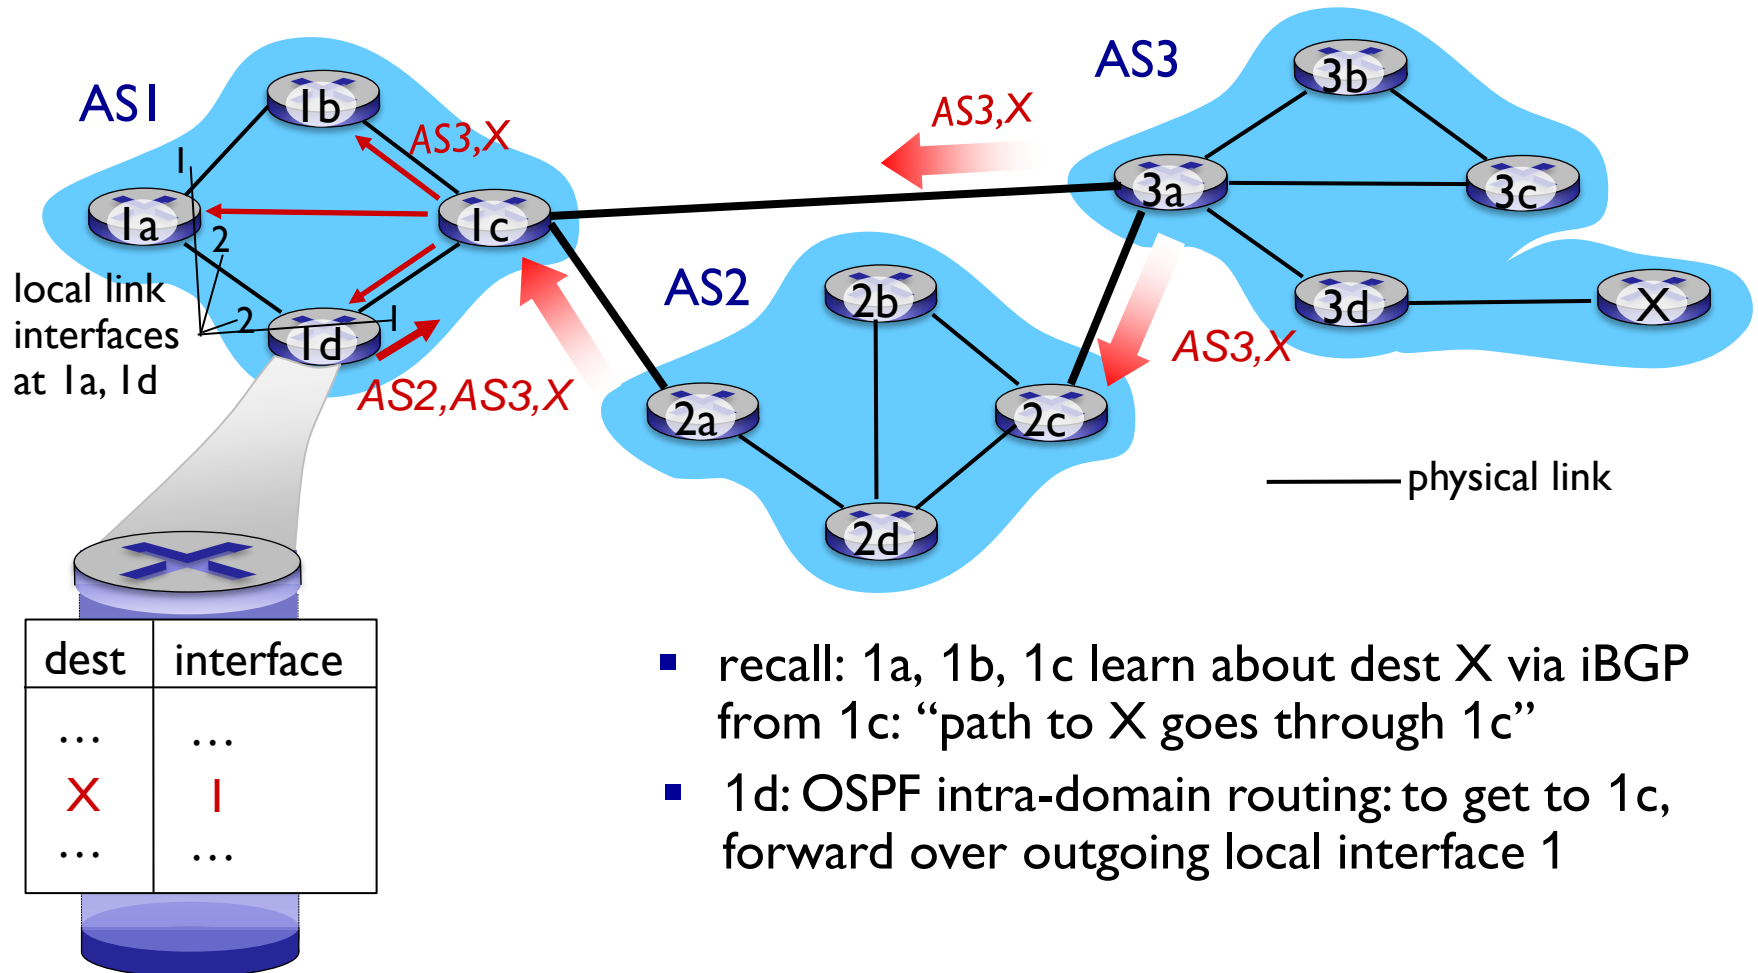 AS1
1b
AS3,X
1
1a
2
1c
local link
interfaces
at 1a, 1d
2
1
1d
AS2,AS3,X
AS3
3b
AS3,X
3a
3c
AS2
2b
3d
X
AS3,X
2a
2c
2d
physical link
dest interface
... ...
X 1
... ...
▪ recall: 1a, 1b, 1c learn about dest X via iBGP
from 1c: “path to X goes through 1c”
▪ 1d: OSPF intra-domain routing: to get to 1c,
forward over outgoing local interface 1